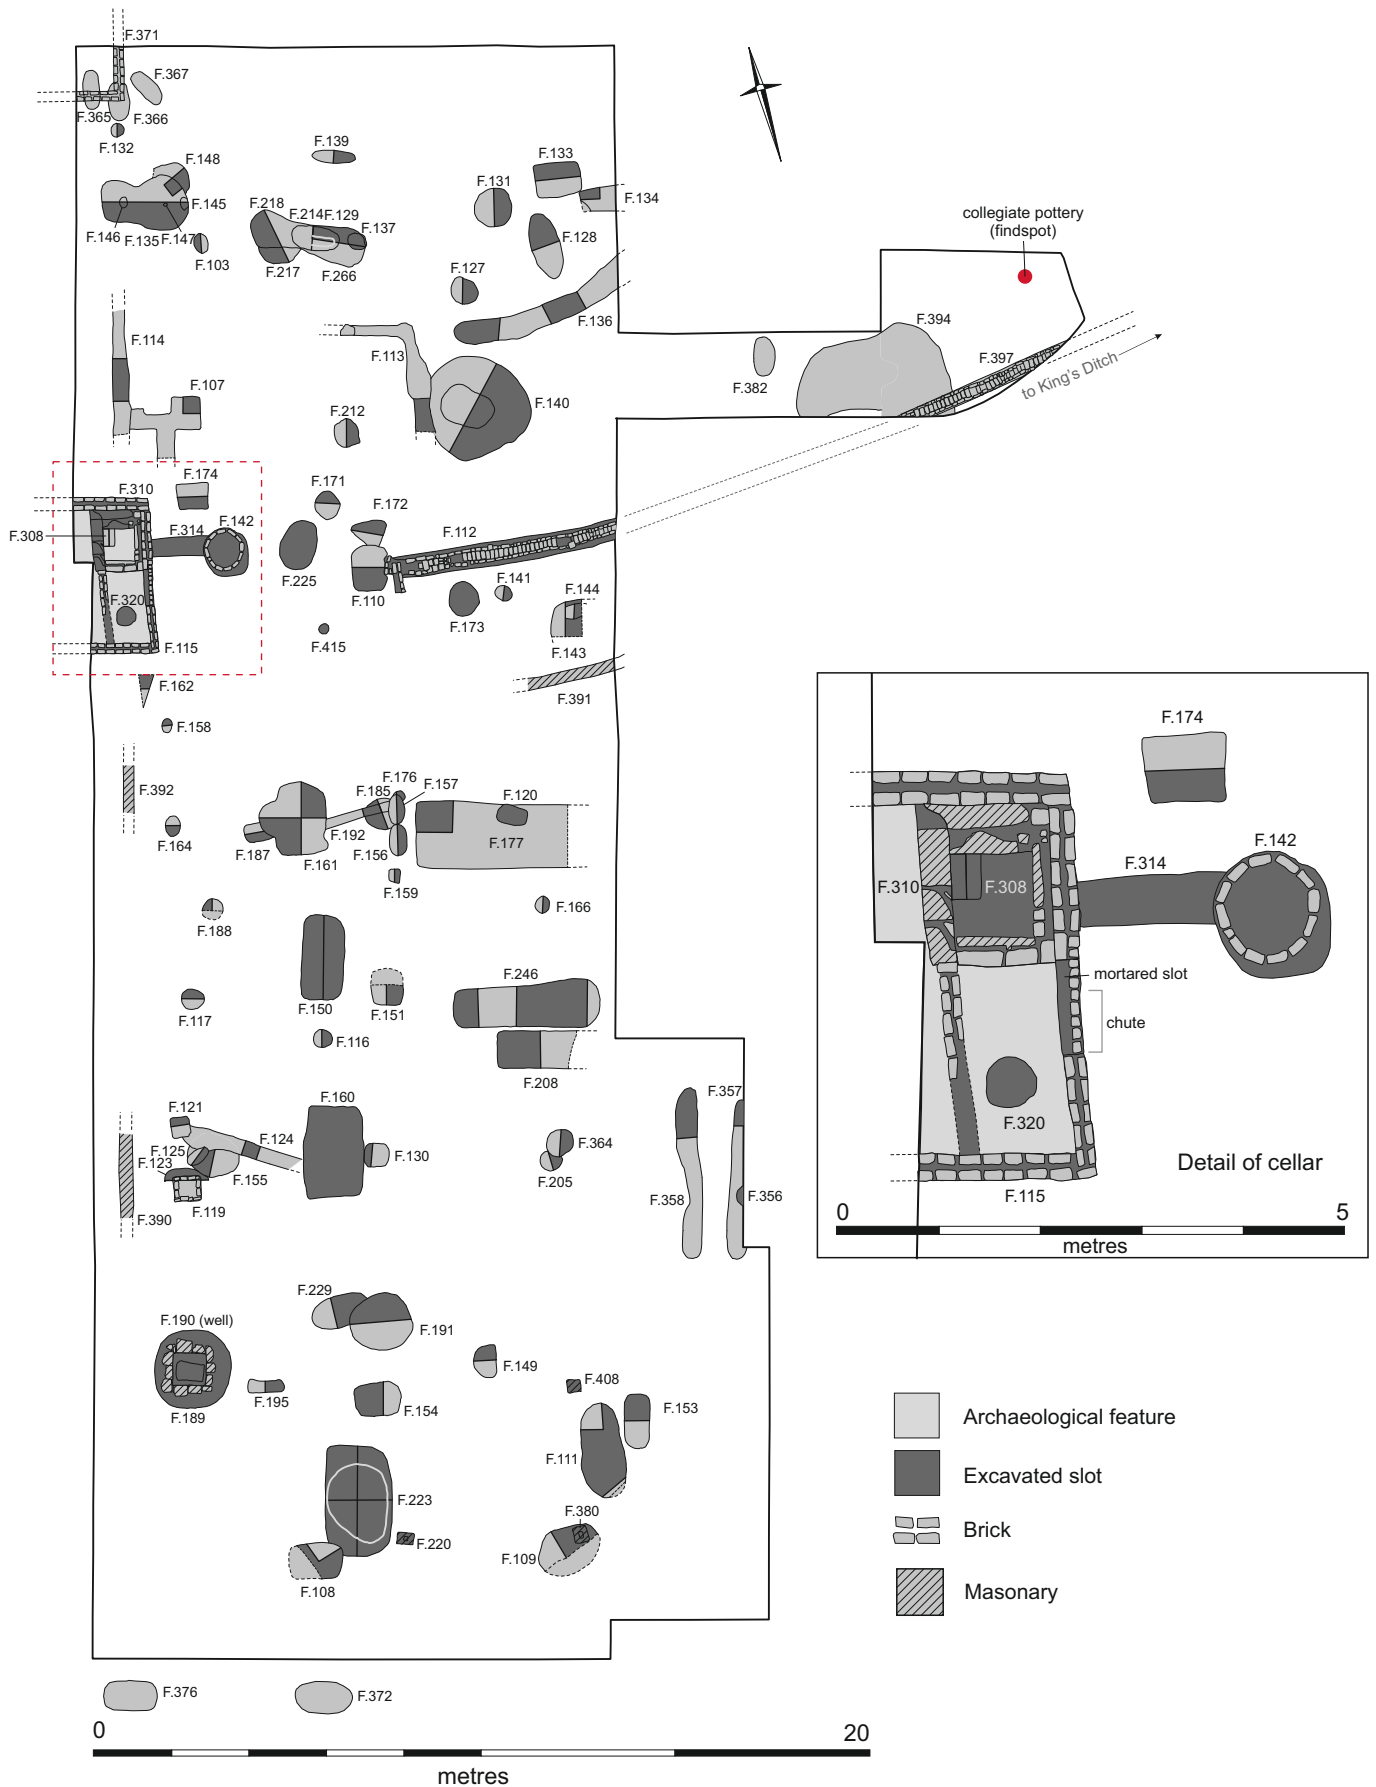 F.371
F.367
F.365
F.366
F.132
F.139
F.148
F.133
F.131
F.134
F.145
F.218
F.214
F.129
F.137
F.146
F.135
F.147
F.103
F.217
F.266
F.128
F.127
F.136
collegiate pottery
(findspot)
F.394
F.114
F.113
F.397
to King's Ditch
F.382
F.107
F.140
F.212
F.174
F.171
F.310
F.172
F.308
F.314
F.142
F.112
F.225
F.110
F.141
F.144
F.173
F.320
F.415
F.115
F.143
F.162
F.391
F.158
F.392
F.176
F.185
F.157
F.120
F.164
F.187
F.161
F.192
F.156
F.177
F.159
F.166
F.188
F.246
F.117
F.150
F.151
F.116
F.208
F.357
F.121
F.160
F.124
F.125
F.123
F.155
F.130
F.364
F.205
F.119
F.390
F.358
F.356
F.229
F.190 (well)
F.191
F.149
F.408
F.195
F.189
F.154
F.153
F.111
F.223
F.380
F.220
F.109
F.108
F.376
F.372
0
20
metres
F.174
F.142
F.314
F.310
F.308
mortared slot
chute
F.320
Detail of cellar
F.115
0
5
metres
Archaeological feature
Excavated slot
Brick
Masonary